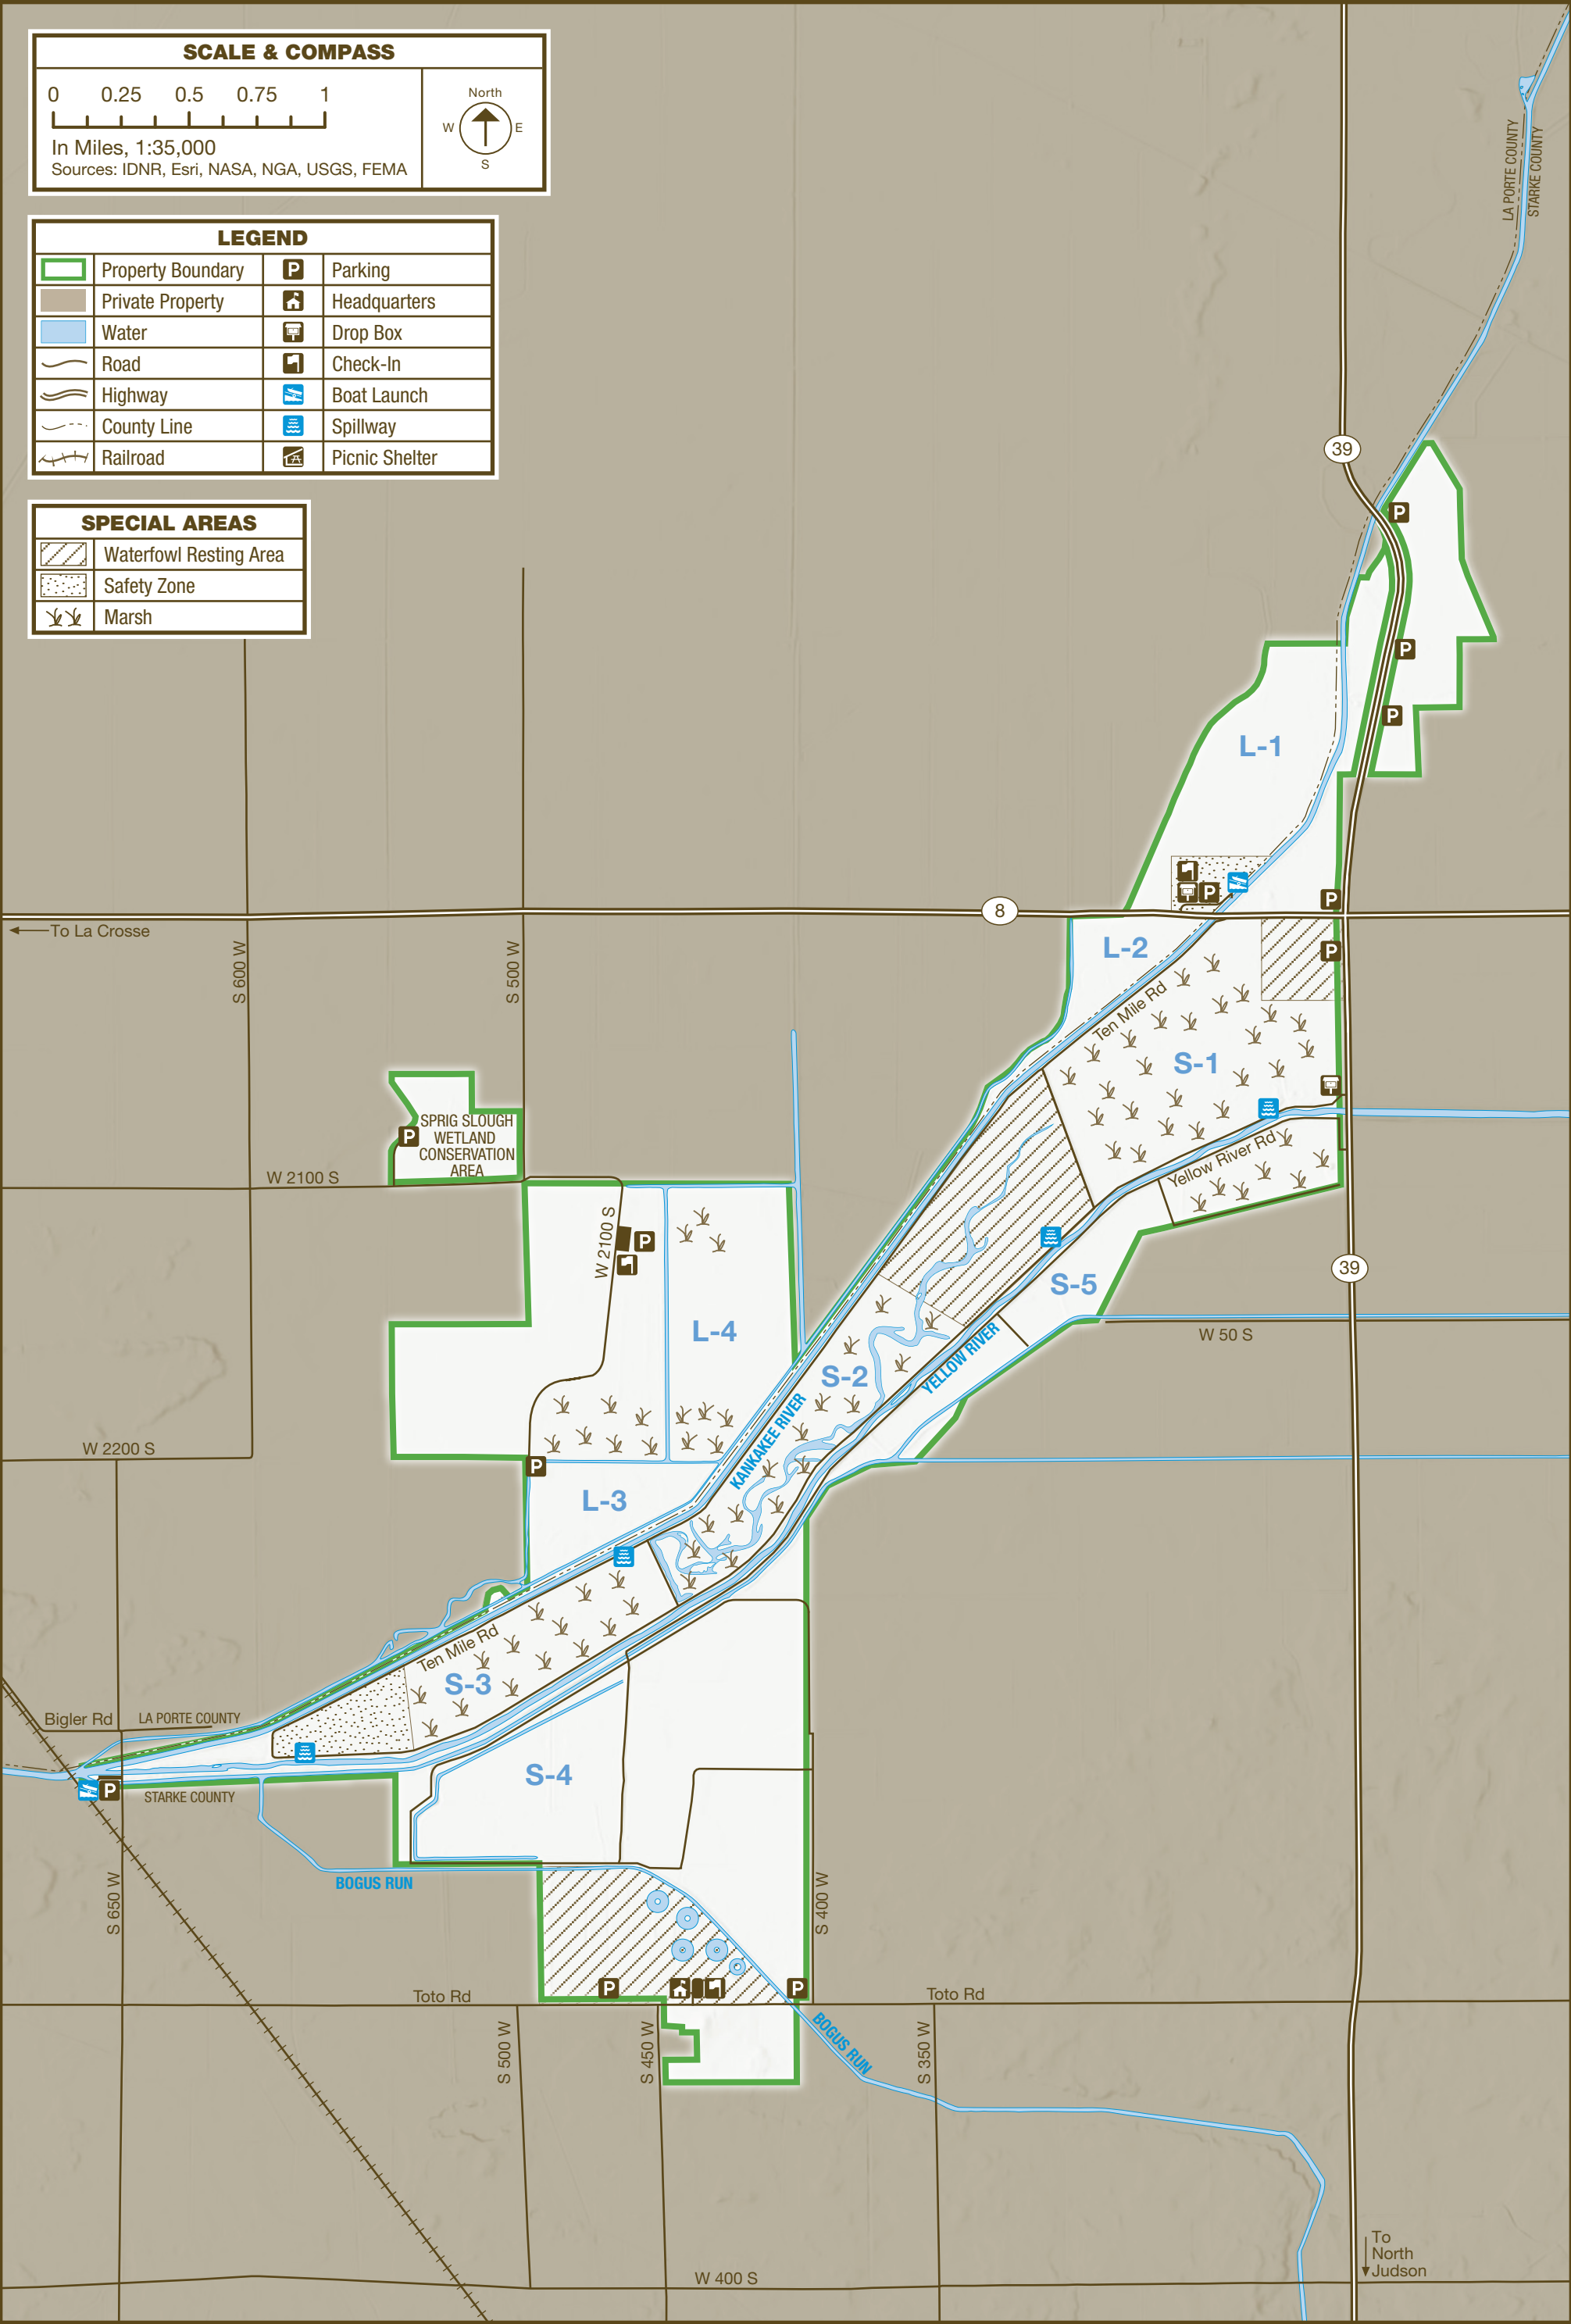 SCALE & COMPASS
0 0.25 0.5 0.75 1
In Miles, 1:35,000
Sources: IDNR, Esri, NASA, NGA, USGS, FEMA
North
W E
S
LEGEND
Property Boundary
P Parking
Private Property
Headquarters
Water
Drop Box
Road
Check-In
Highway
Boat Launch
County Line
Spillway
Railroad
Picnic Shelter
SPECIAL AREAS
Waterfowl Resting Area
Safety Zone
Marsh
LA PORTE COUNTY
STARKE COUNTY
39
P
P
P
L-1
P
P
8
To La Crosse
S 600 W
S 500 W
L-2
P
Ten Mile Rd
S-1
SPRIG SLOUGH
WETLAND
CONSERVATION
AREA
P
W 2100 S
Yellow River Rd
W 2100 S
P
39
S-5
L-4
W 50 S
S-2
YELLOW RIVER
KANKAKEE RIVER
W 2200 S
P
L-3
Ten Mile Rd
S-3
Bigler Rd
LA PORTE COUNTY
S-4
P
STARKE COUNTY
BOGUS RUN
S 650 W
S 400 W
P
P
Toto Rd
Toto Rd
S 500 W
S 450 W
BOGUS RUN
S 350 W
To
North
Judson
W 400 S